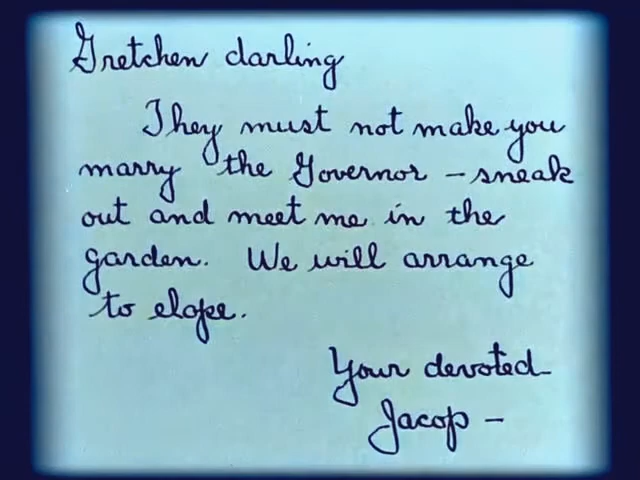 Gretchen darling
They must not make you
marry the Governor – sneak
out and meet me in the
garden. We will arrange
to elope.
Your devoted
Jacop –